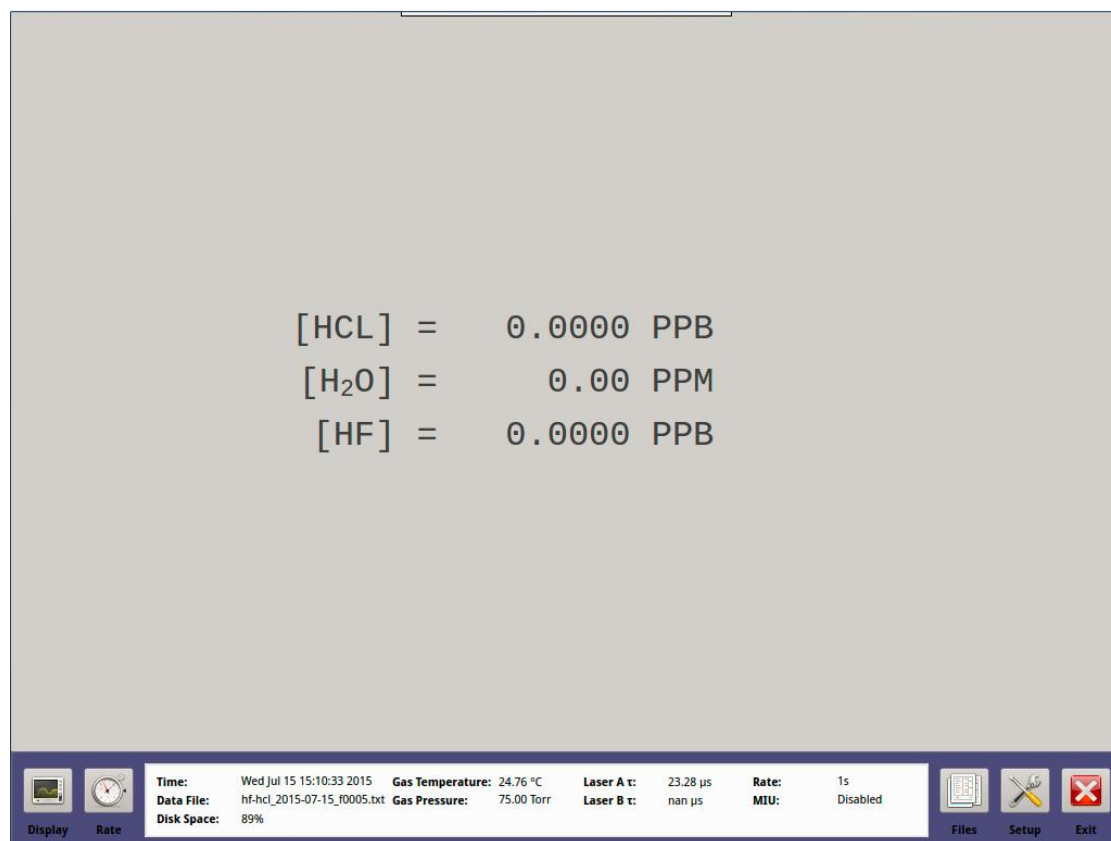 [HCL] = 0.0000 PPB
[H₂O] = 0.00 PPM
[HF] = 0.0000 PPB
Time: Wed Jul 15 15:10:33 2015 Gas Temperature: 24.76 °C Laser A τ: 23.28 µs Rate: 1s
Data File: hf-hcl_2015-07-15_f0005.txt Gas Pressure: 75.00 Torr Laser B τ: nan µs MIU: Disabled
Disk Space: 89%
Display Rate Files Setup Exit